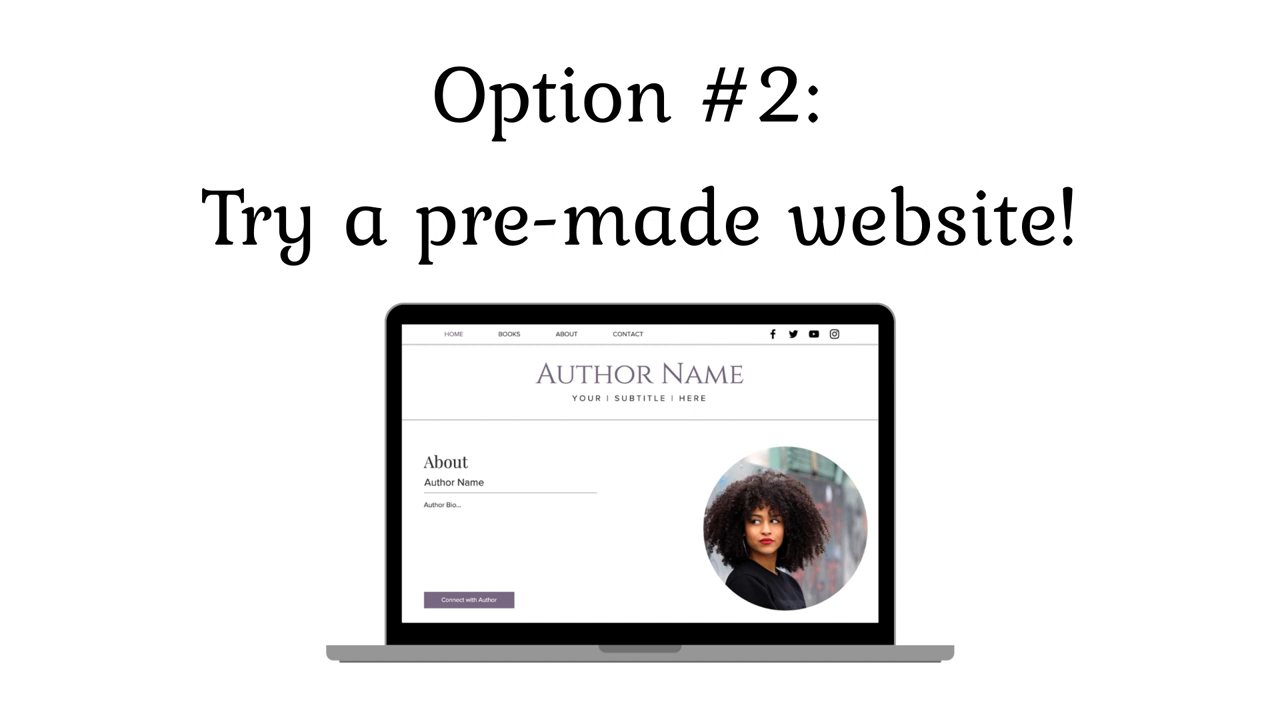 Option #2:
Try a pre-made website!
HOME BOOKS ABOUT CONTACT
AUTHOR NAME
YOUR | SUBTITLE | HERE
About
Author Name
Author Bio...
Connect with Author